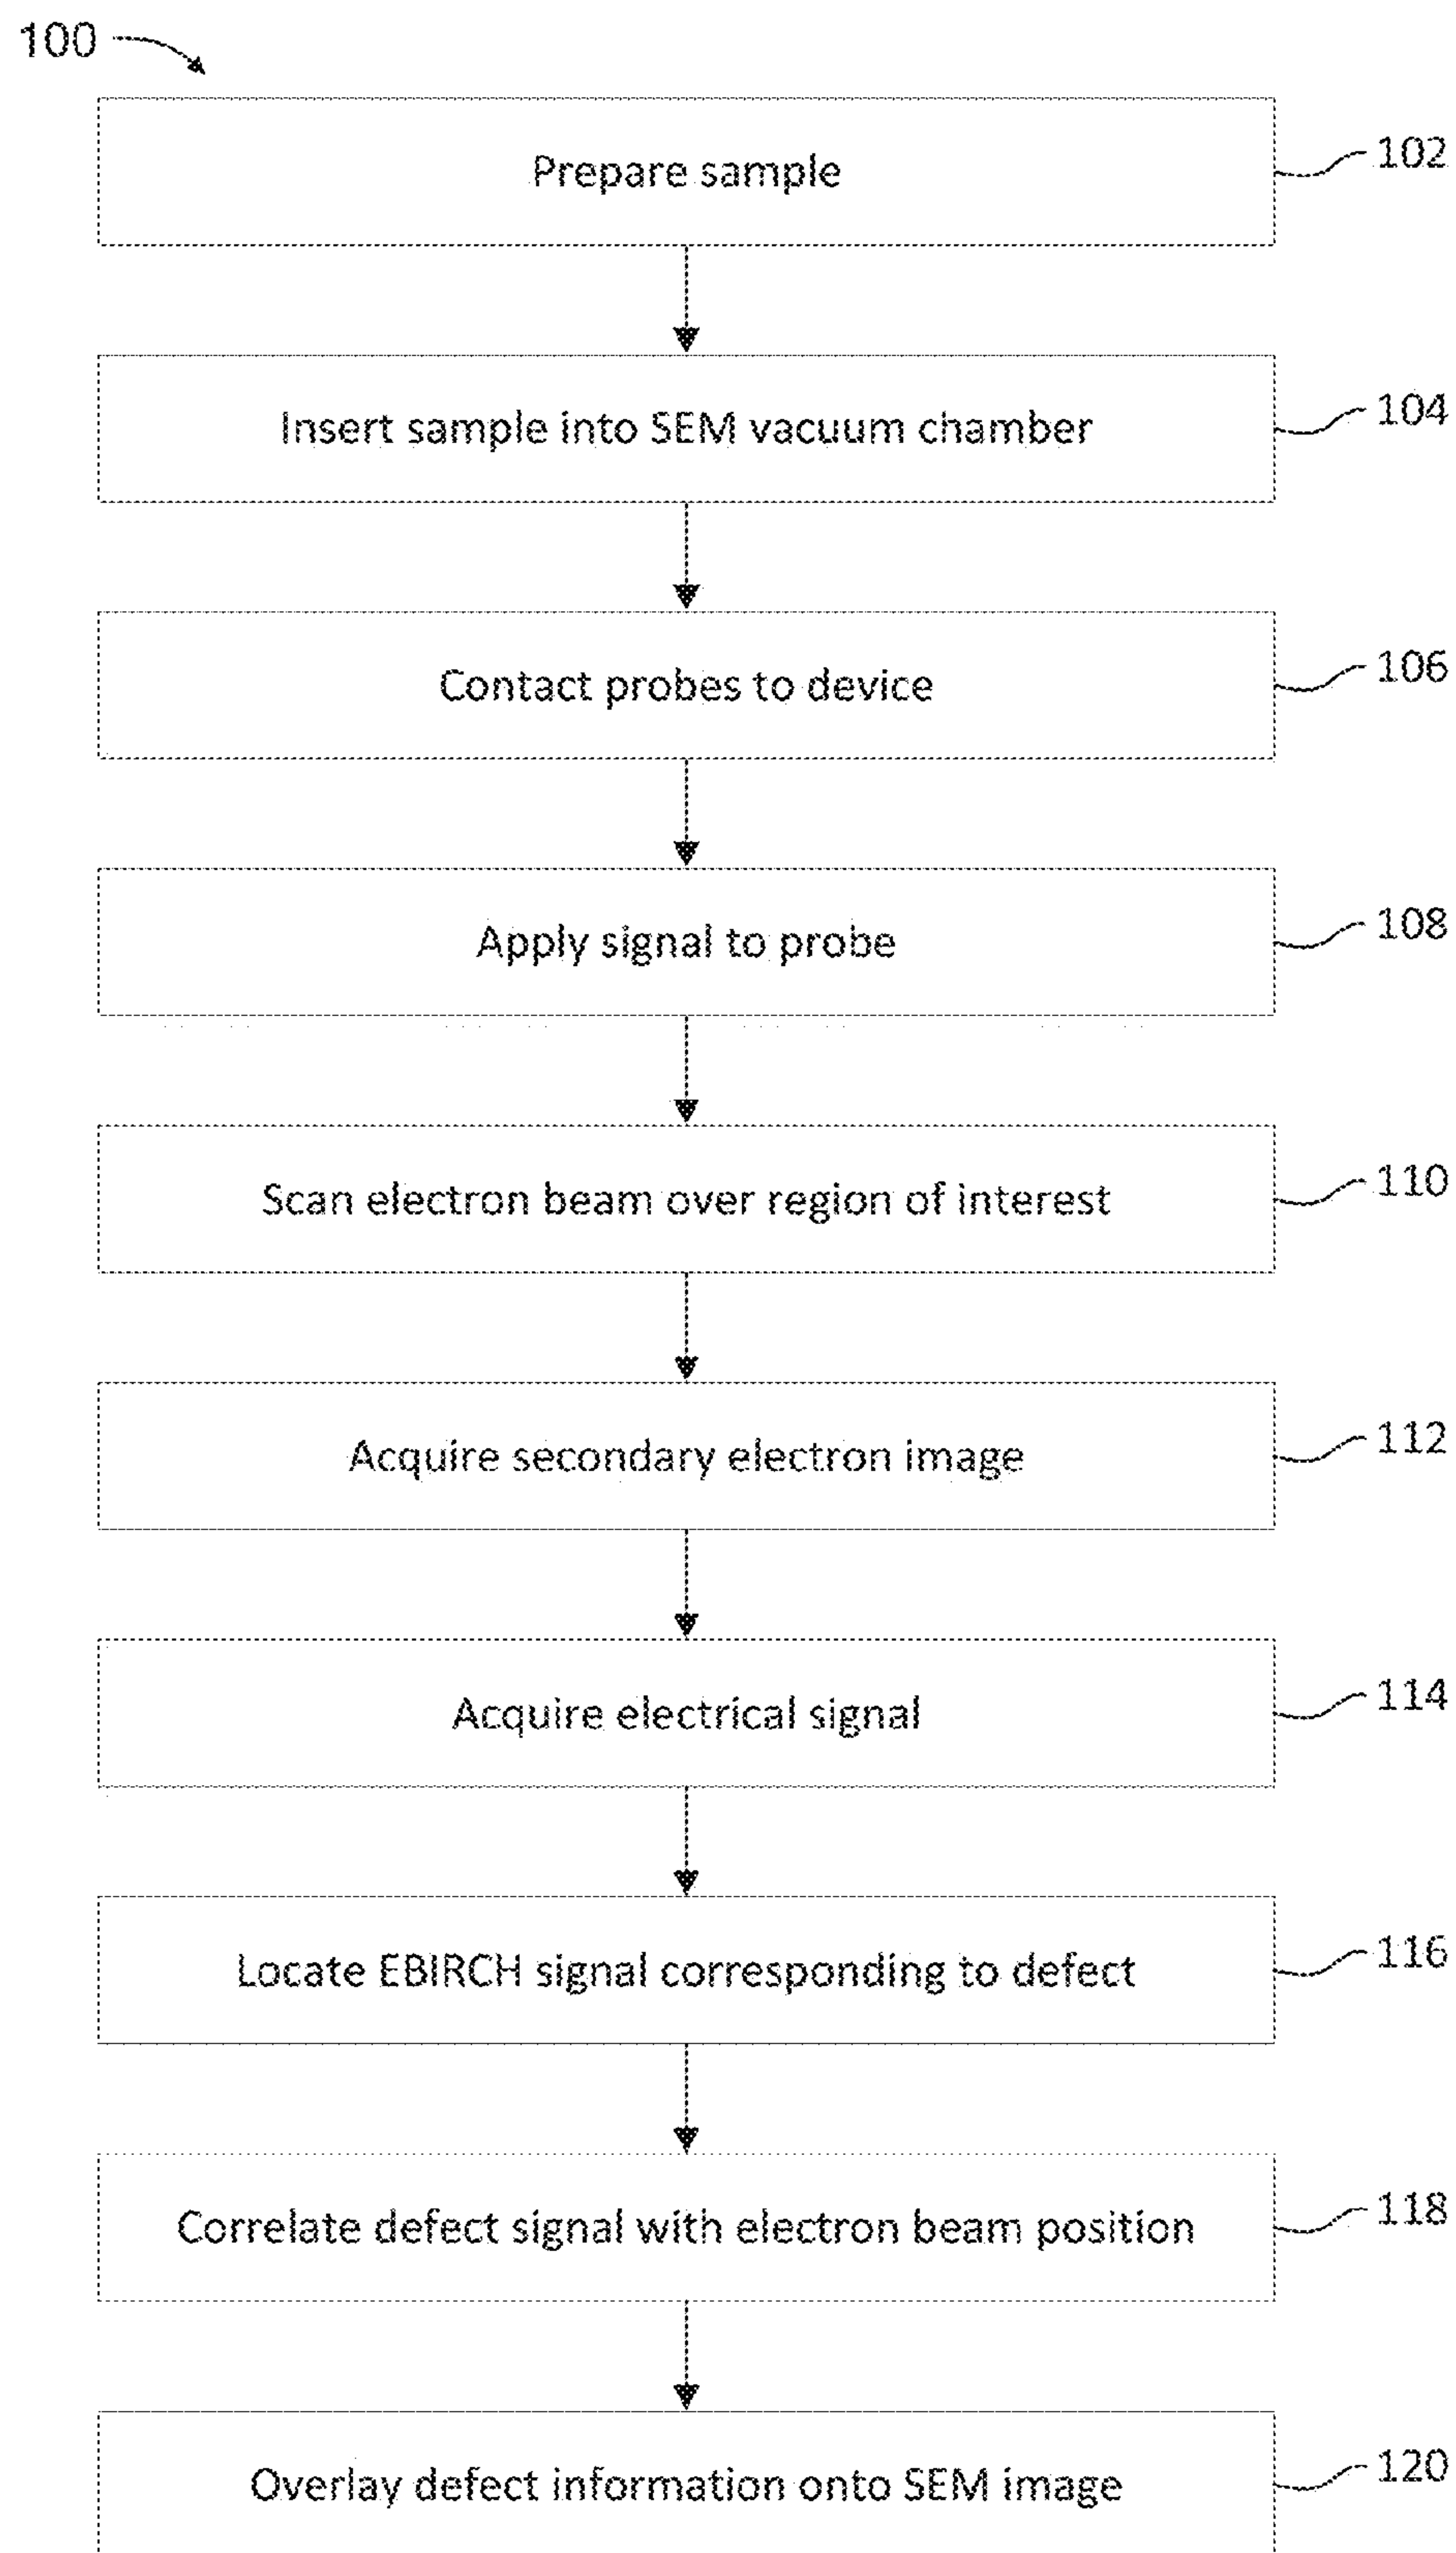 100
Prepare sample
102
Insert sample into SEM vacuum chamber
104
Contact probes to device
106
Apply signal to probe
108
Scan electron beam over region of interest
110
Acquire secondary electron image
112
Acquire electrical signal
114
Locate EBIRCH signal corresponding to defect
116
Correlate defect signal with electron beam position
118
Overlay defect information onto SEM image
120